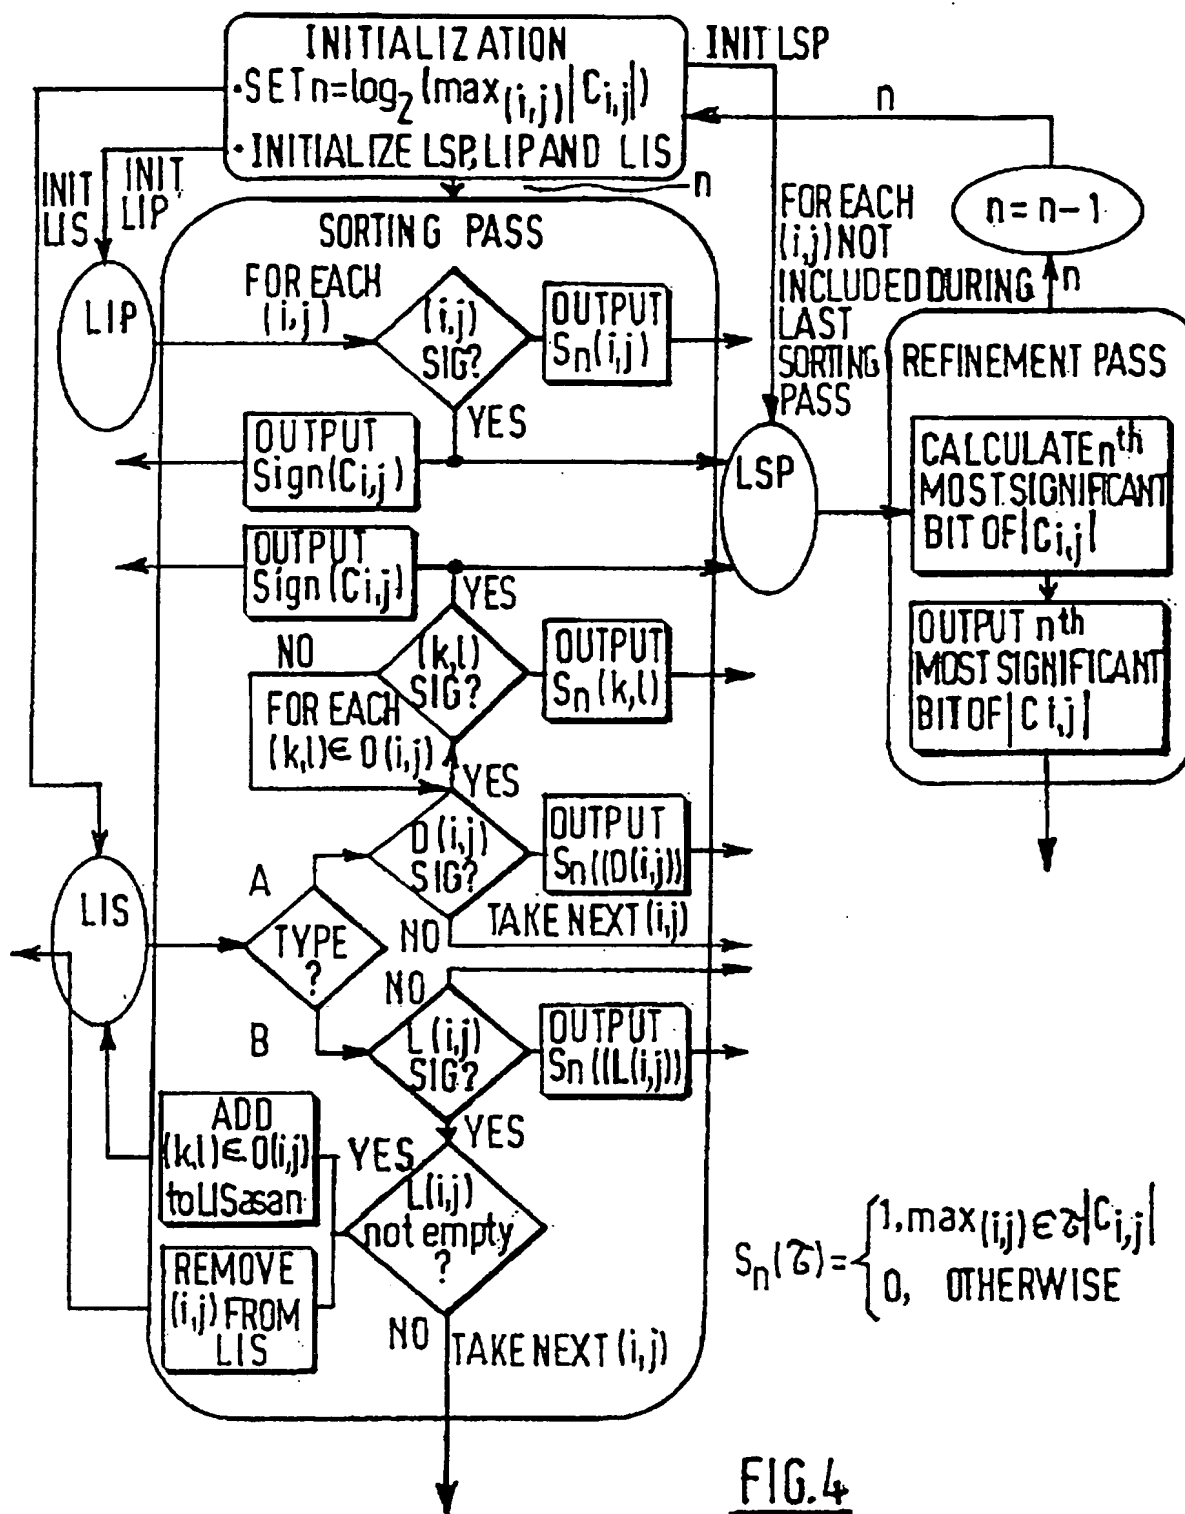 INITIALIZATION
·SET n=log₂(max₍i,j₎|Ci,j|)
·INITIALIZE LSP, LIP AND LIS
INIT LSP
n
INIT
LIS
INIT
LIP
n
n=n-1
n
SORTING PASS
FOR EACH
(i,j)
LIP
(i,j)
SIG?
OUTPUT
Sn(i,j)
YES
OUTPUT
Sign(Ci,j)
FOR EACH
(i,j) NOT
INCLUDED DURING
LAST
SORTING
PASS
LSP
REFINEMENT PASS
CALCULATE nth
MOST SIGNIFICANT
BIT OF |Ci,j|
OUTPUT nth
MOST SIGNIFICANT
BIT OF |Ci,j|
OUTPUT
Sign(Ci,j)
YES
NO
(k,l)
SIG?
OUTPUT
Sn(k,l)
FOR EACH
(k,l)∈O(i,j)
YES
D(i,j)
SIG?
OUTPUT
Sn((D(i,j))
A
LIS
TYPE
?
NO
TAKE NEXT (i,j)
NO
B
L(i,j)
SIG?
OUTPUT
Sn((L(i,j))
YES
ADD
(k,l)∈O(i,j)
to LIS as an
YES
L(i,j)
not empty
?
REMOVE
(i,j) FROM
LIS
NO
TAKE NEXT (i,j)
Sn(τ)={1, max(i,j)∈τ|Ci,j|
0, OTHERWISE
FIG.4